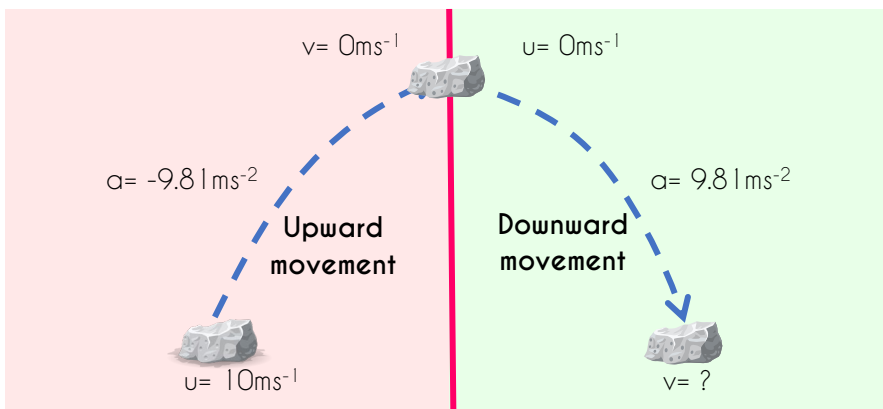 v= 0ms⁻¹
u= 0ms⁻¹
a= -9.81ms⁻²
a= 9.81ms⁻²
Upward
movement
Downward
movement
u= 10ms⁻¹
v= ?